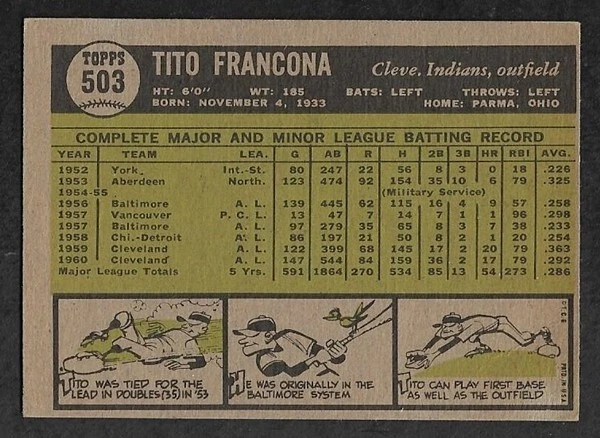 TOPPS
503
TITO FRANCONA
Cleve. Indians, outfield
HT: 6'0" WT: 185 BATS: LEFT THROWS: LEFT
BORN: NOVEMBER 4, 1933 HOME: PARMA, OHIO
COMPLETE MAJOR AND MINOR LEAGUE BATTING RECORD
YEAR TEAM LEA. G AB R H 2B 3B HR RBI AVG.
1952 York Int.-St. 80 247 22 56 8 3 0 18 .226
1953 Aberdeen North. 123 474 92 154 35 10 6 79 .325
1954-55 (Military Service)
1956 Baltimore A. L. 139 445 62 115 16 4 9 57 .258
1957 Vancouver P. C. L. 13 47 7 14 7 1 1 96 .298
1957 Baltimore A. L. 97 279 35 65 8 3 7 38 .233
1958 Chi.-Detroit A. L. 86 197 21 50 8 2 1 20 .254
1959 Cleveland A. L. 122 399 68 145 17 2 20 79 .363
1960 Cleveland A. L. 147 544 84 159 36 2 17 79 .292
Major League Totals 5 Yrs. 591 1864 270 534 85 13 54 273 .286
TITO WAS TIED FOR THE
LEAD IN DOUBLES (35) IN '53
HE WAS ORIGINALLY IN THE
BALTIMORE SYSTEM
TITO CAN PLAY FIRST BASE
AS WELL AS THE OUTFIELD
© T.C.G.
PRTD. IN U.S.A.